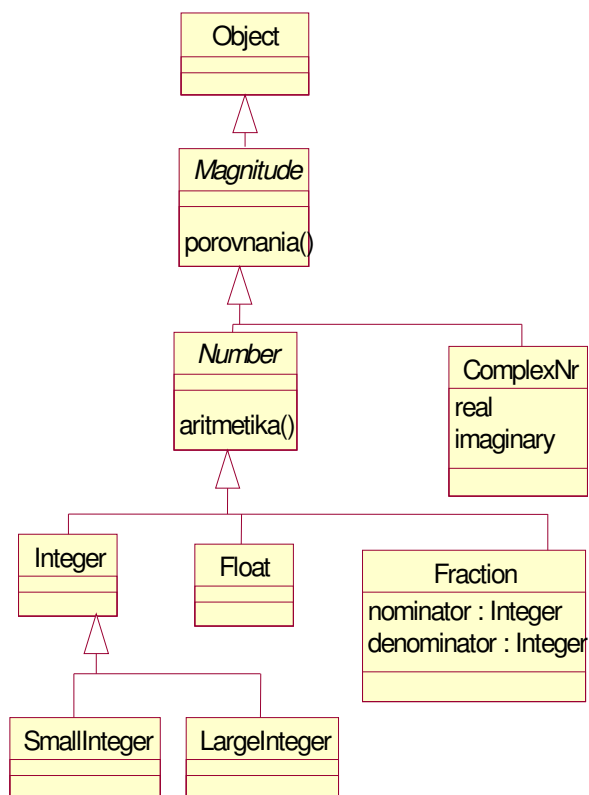 Object
Magnitude
porovnania()
Number
aritmetika()
ComplexNr
real
imaginary
Integer
Float
Fraction
nominator : Integer
denominator : Integer
SmallInteger
LargeInteger